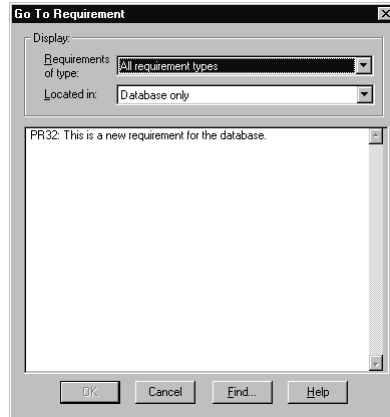 Go To Requirement
Display:
Requirements
of type:
All requirement types
Located in:
Database only
PR32: This is a new requirement for the database.
OK
Cancel
Find...
Help